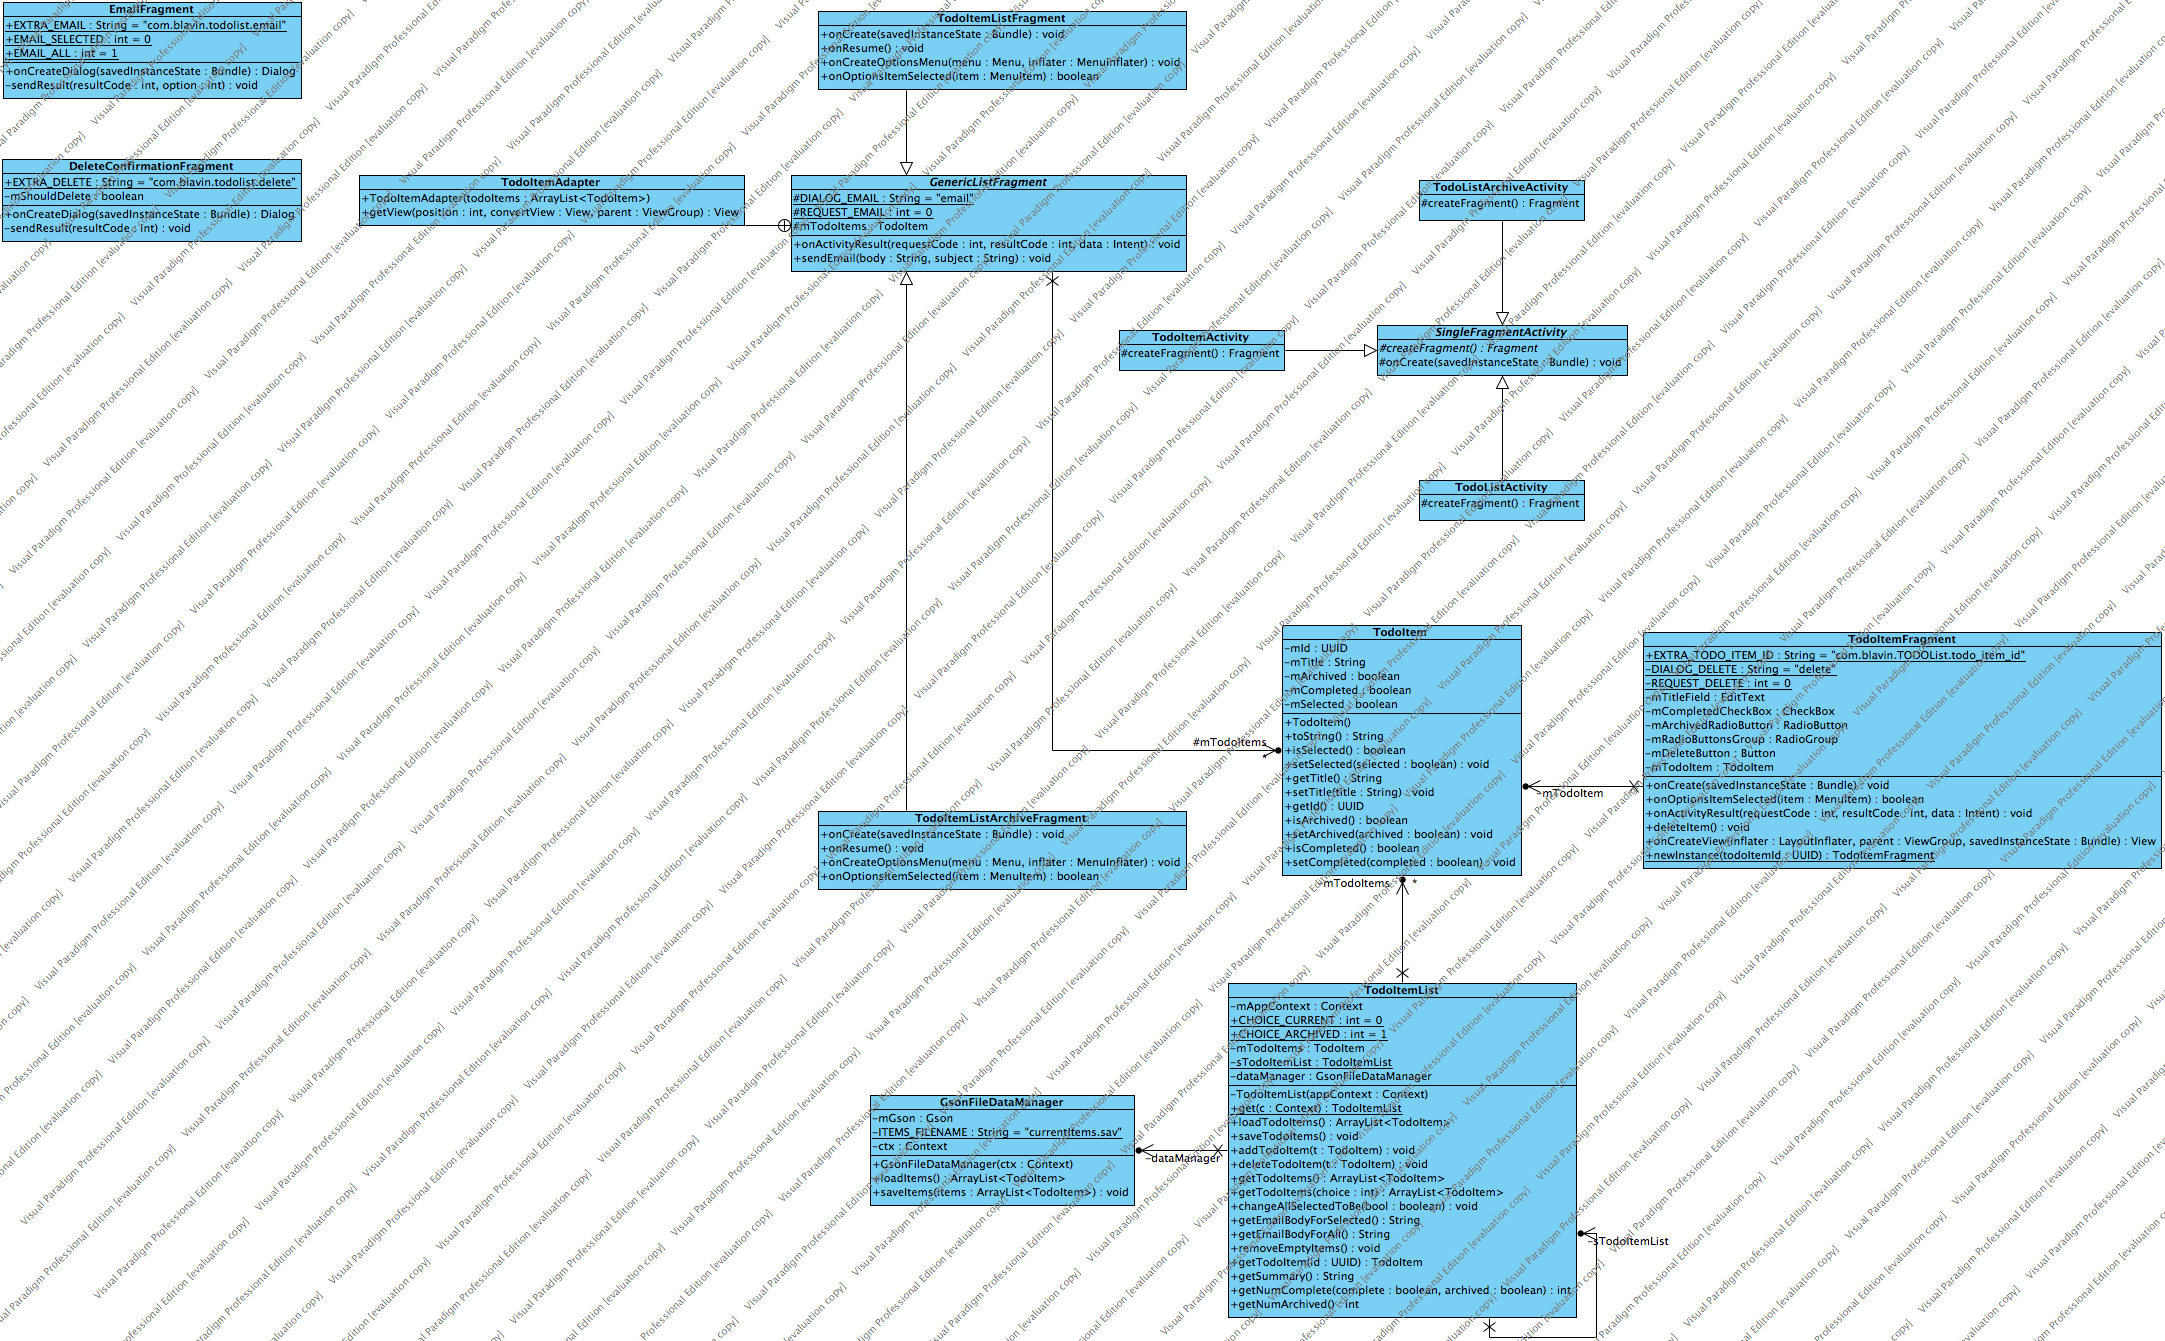 EmailFragment
+EXTRA_EMAIL : String = "com.blavin.todolist.email"
+EMAIL_SELECTED : int = 0
+EMAIL_ALL : int = 1
+onCreateDialog(savedInstanceState : Bundle) : Dialog
-sendResult(resultCode : int, option : int) : void
DeleteConfirmationFragment
+EXTRA_DELETE : String = "com.blavin.todolist.delete"
-mShouldDelete : boolean
+onCreateDialog(savedInstanceState : Bundle) : Dialog
-sendResult(resultCode : int) : void
TodoItemListFragment
+onCreate(savedInstanceState : Bundle) : void
+onResume() : void
+onCreateOptionsMenu(menu : Menu, inflater : MenuInflater) : void
+onOptionsItemSelected(item : MenuItem) : boolean
TodoItemAdapter
+TodoItemAdapter(todoItems : ArrayList<TodoItem>)
+getView(position : int, convertView : View, parent : ViewGroup) : View
GenericListFragment
#DIALOG_EMAIL : String = "email"
#REQUEST_EMAIL : int = 0
#mTodoItems : TodoItem
+onActivityResult(requestCode : int, resultCode : int, data : Intent) : void
+sendEmail(body : String, subject : String) : void
TodoListArchiveActivity
#createFragment() : Fragment
TodoItemActivity
#createFragment() : Fragment
SingleFragmentActivity
#createFragment() : Fragment
#onCreate(savedInstanceState : Bundle) : void
TodoListActivity
#createFragment() : Fragment
TodoItem
-mId : UUID
-mTitle : String
-mArchived : boolean
-mCompleted : boolean
-mSelected : boolean
+TodoItem()
+toString() : String
+isSelected() : boolean
+setSelected(selected : boolean) : void
+getTitle() : String
+setTitle(title : String) : void
+getId() : UUID
+isArchived() : boolean
+setArchived(archived : boolean) : void
+isCompleted() : boolean
+setCompleted(completed : boolean) : void
#mTodoItems
*
-mTodoItem
-mTodoItems
*
TodoItemFragment
+EXTRA_TODO_ITEM_ID : String = "com.blavin.TODOList.todo_item_id"
-DIALOG_DELETE : String = "delete"
-REQUEST_DELETE : int = 0
-mTitleField : EditText
-mCompletedCheckBox : CheckBox
-mArchivedRadioButton : RadioButton
-mRadioButtonsGroup : RadioGroup
-mDeleteButton : Button
-mTodoItem : TodoItem
+onCreate(savedInstanceState : Bundle) : void
+onOptionsItemSelected(item : MenuItem) : boolean
+onActivityResult(requestCode : int, resultCode : int, data : Intent) : void
+deleteItem() : void
+onCreateView(inflater : LayoutInflater, parent : ViewGroup, savedInstanceState : Bundle) : View
+newInstance(todoItemId : UUID) : TodoItemFragment
TodoItemListArchiveFragment
+onCreate(savedInstanceState : Bundle) : void
+onResume() : void
+onCreateOptionsMenu(menu : Menu, inflater : MenuInflater) : void
+onOptionsItemSelected(item : MenuItem) : boolean
GsonFileDataManager
-mGson : Gson
-ITEMS_FILENAME : String = "currentItems.sav"
-ctx : Context
+GsonFileDataManager(ctx : Context)
+loadItems() : ArrayList<TodoItem>
+saveItems(items : ArrayList<TodoItem>) : void
-dataManager
TodoItemList
-mAppContext : Context
+CHOICE_CURRENT : int = 0
+CHOICE_ARCHIVED : int = 1
-mTodoItems : TodoItem
-sTodoItemList : TodoItemList
-dataManager : GsonFileDataManager
-TodoItemList(appContext : Context)
+get(c : Context) : TodoItemList
+loadTodoItems() : ArrayList<TodoItem>
+saveTodoItems() : void
+addTodoItem(t : TodoItem) : void
+deleteTodoItem(t : TodoItem) : void
+getTodoItems() : ArrayList<TodoItem>
+getTodoItems(choice : int) : ArrayList<TodoItem>
+changeAllSelectedToBe(bool : boolean) : void
+getEmailBodyForSelected() : String
+getEmailBodyForAll() : String
+removeEmptyItems() : void
+getTodoItem(id : UUID) : TodoItem
+getSummary() : String
+getNumComplete(complete : boolean, archived : boolean) : int
+getNumArchived() : int
-sTodoItemList
Visual Paradigm Professional Edition [evaluation copy]